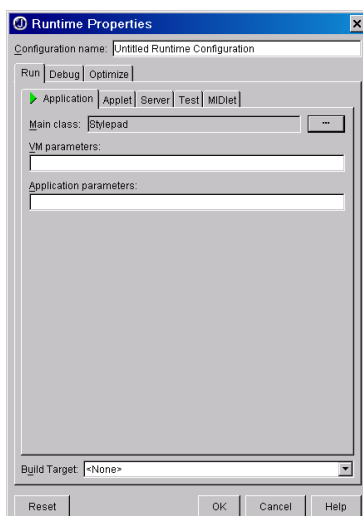 Runtime Properties
Configuration name: Untitled Runtime Configuration
Run Debug Optimize
Application Applet Server Test MIDlet
Main class: Stylepad ...
VM parameters:
Application parameters:
Build Target: <None>
Reset OK Cancel Help